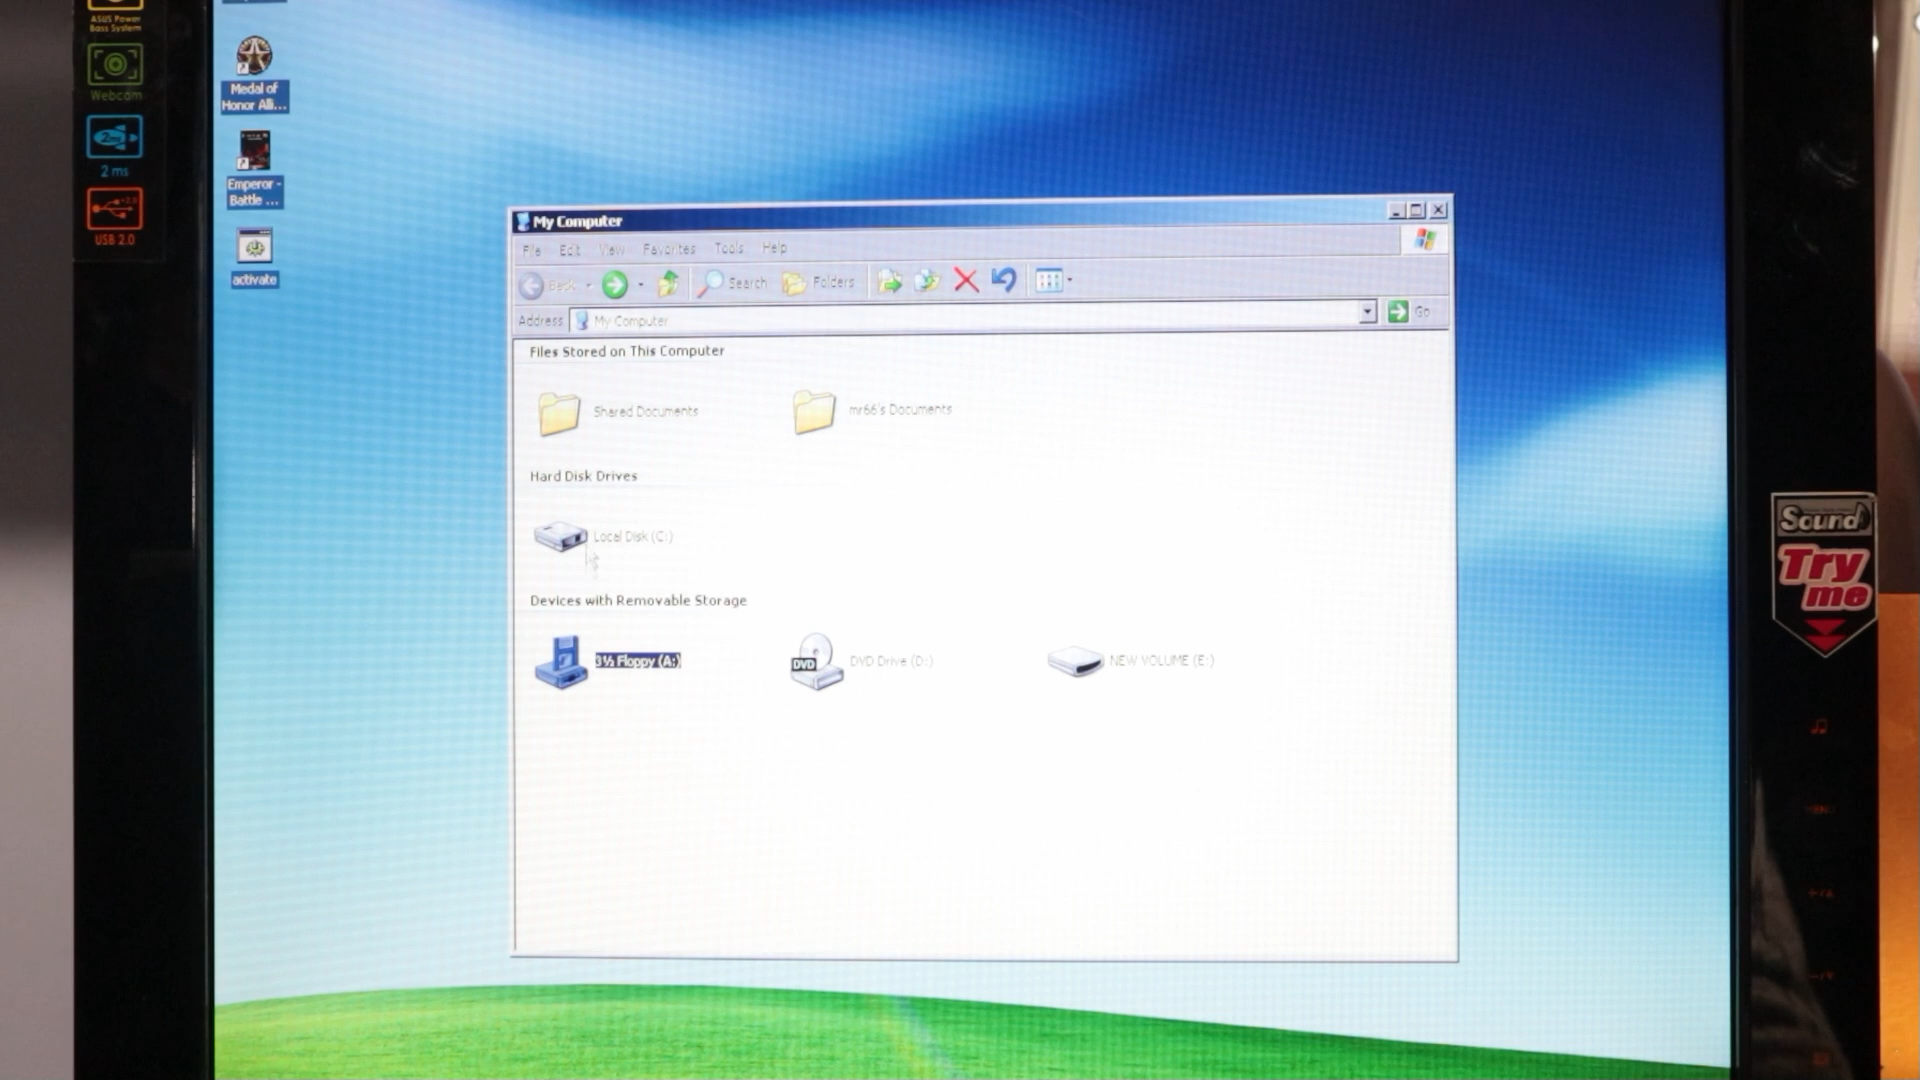 ASUS Power
Bass System
Webcam
2 ms
USB 2.0
Medal of
Honor Alli...
Emperor -
Battle ...
activate
My Computer
File Edit View Favorites Tools Help
Back Search Folders
Address My Computer Go
Files Stored on This Computer
Shared Documents mr66's Documents
Hard Disk Drives
Local Disk (C:)
Devices with Removable Storage
3½ Floppy (A:) DVD DVD Drive (D:) NEW VOLUME (E:)
Sound
Try
me